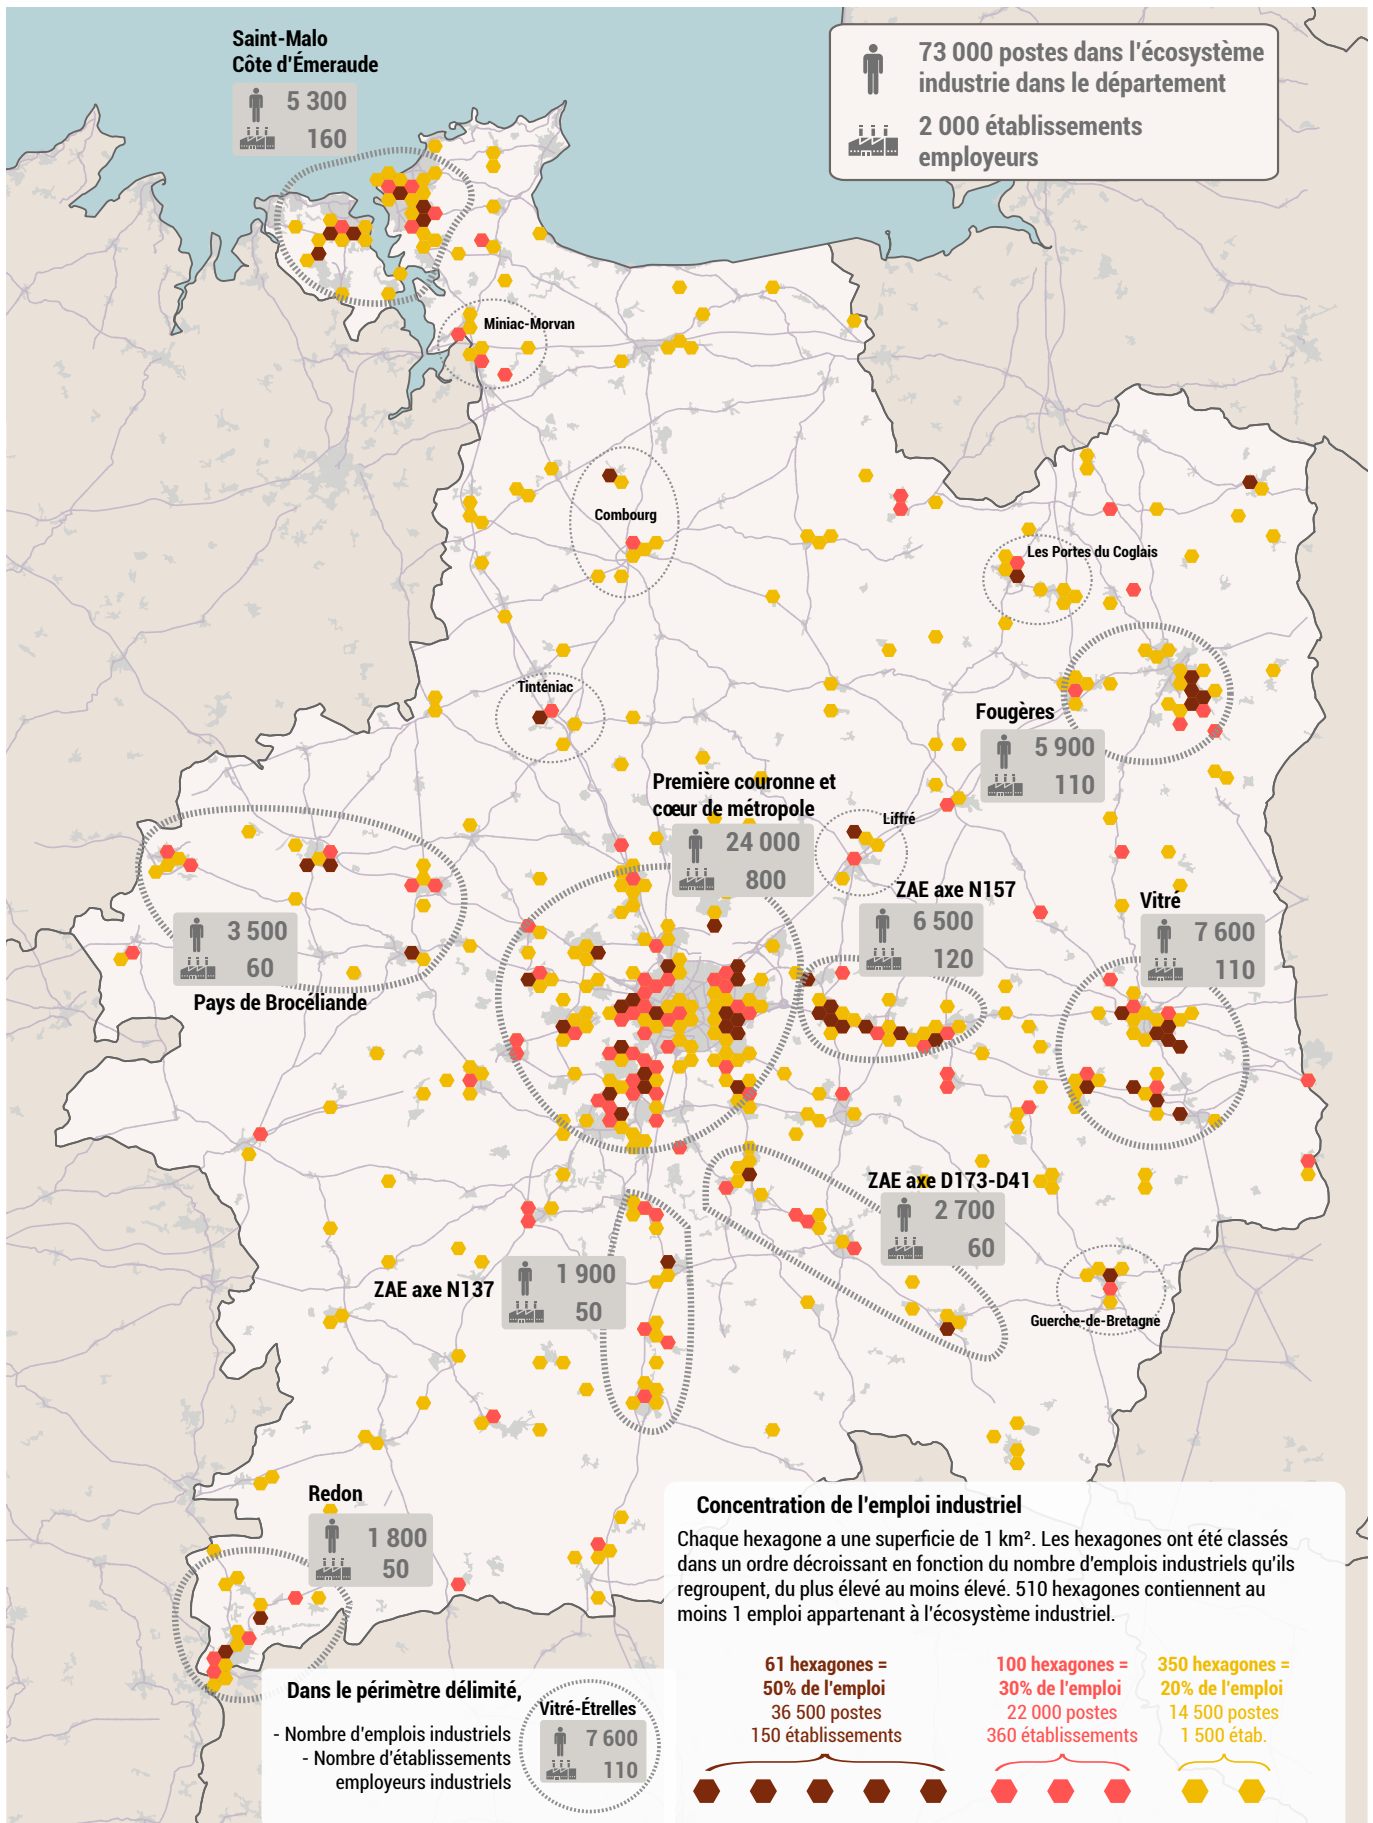 Saint-Malo
Côte d'Émeraude
5 300
160
73 000 postes dans l'écosystème
industrie dans le département
2 000 établissements
employeurs
Miniac-Morvan
Combourg
Les Portes du Coglais
Tinténiac
Fougères
5 900
110
Première couronne et
cœur de métropole
24 000
800
Liffré
ZAE axe N157
6 500
120
Vitré
7 600
110
3 500
60
Pays de Brocéliande
ZAE axe D173-D41
2 700
60
ZAE axe N137
1 900
50
Guerche-de-Bretagne
Redon
1 800
50
Concentration de l'emploi industriel
Chaque hexagone a une superficie de 1 km². Les hexagones ont été classés
dans un ordre décroissant en fonction du nombre d'emplois industriels qu'ils
regroupent, du plus élevé au moins élevé. 510 hexagones contiennent au
moins 1 emploi appartenant à l'écosystème industriel.
61 hexagones =
50% de l'emploi
36 500 postes
150 établissements
100 hexagones =
30% de l'emploi
22 000 postes
360 établissements
350 hexagones =
20% de l'emploi
14 500 postes
1 500 étab.
Dans le périmètre délimité,
- Nombre d'emplois industriels
- Nombre d'établissements
employeurs industriels
Vitré-Étrelles
7 600
110